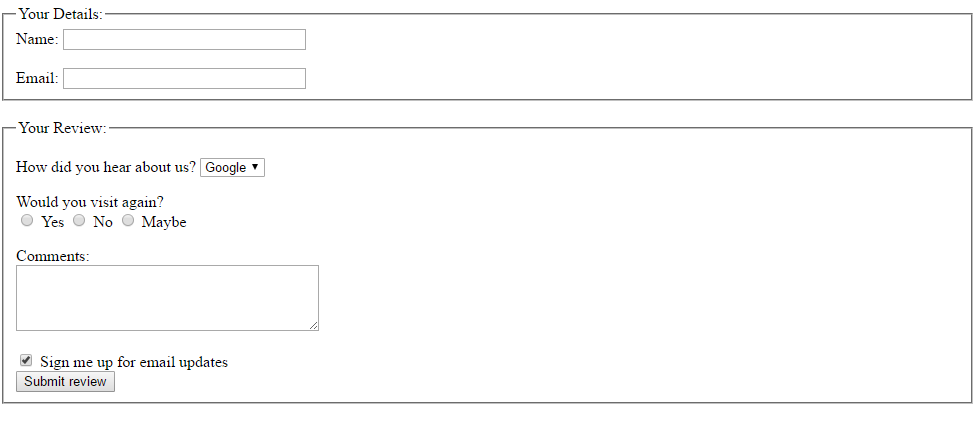 Your Details:
Name:
Email:
Your Review:
How did you hear about us? Google
Would you visit again?
Yes No Maybe
Comments:
Sign me up for email updates
Submit review